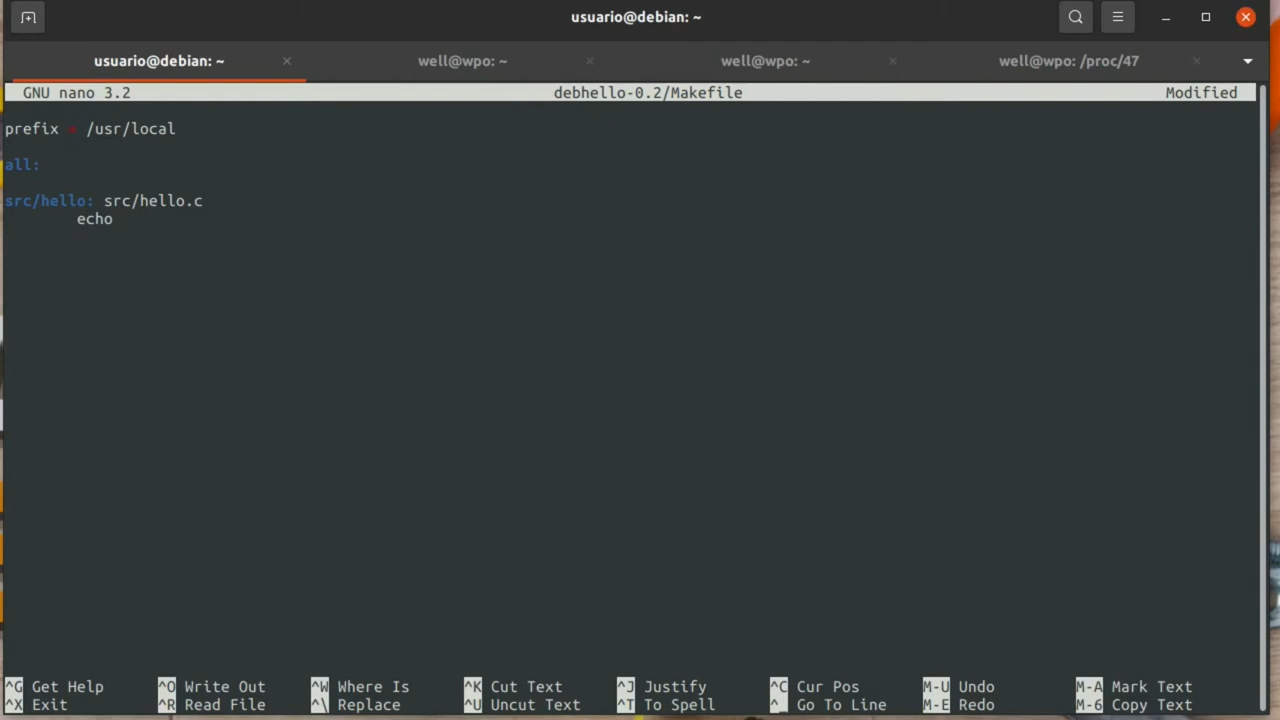 usuario@debian: ~
usuario@debian: ~ × well@wpo: ~ × well@wpo: ~ × well@wpo: /proc/47 ×
GNU nano 3.2 debhello-0.2/Makefile Modified
prefix = /usr/local
all:
src/hello: src/hello.c
echo
^G Get Help ^O Write Out ^W Where Is ^K Cut Text ^J Justify ^C Cur Pos M-U Undo M-A Mark Text
^X Exit ^R Read File ^\ Replace ^U Uncut Text ^T To Spell ^_ Go To Line M-E Redo M-6 Copy Text